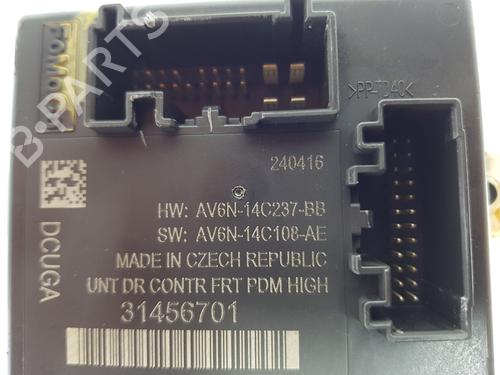 FoMoCo
B-PARTS
>PP-TD40<
240416
HW: AV6N-14C237-BB
SW: AV6N-14C108-AE
MADE IN CZECH REPUBLIC
UNT DR CONTR FRT PDM HIGH
31456701
DCUGA